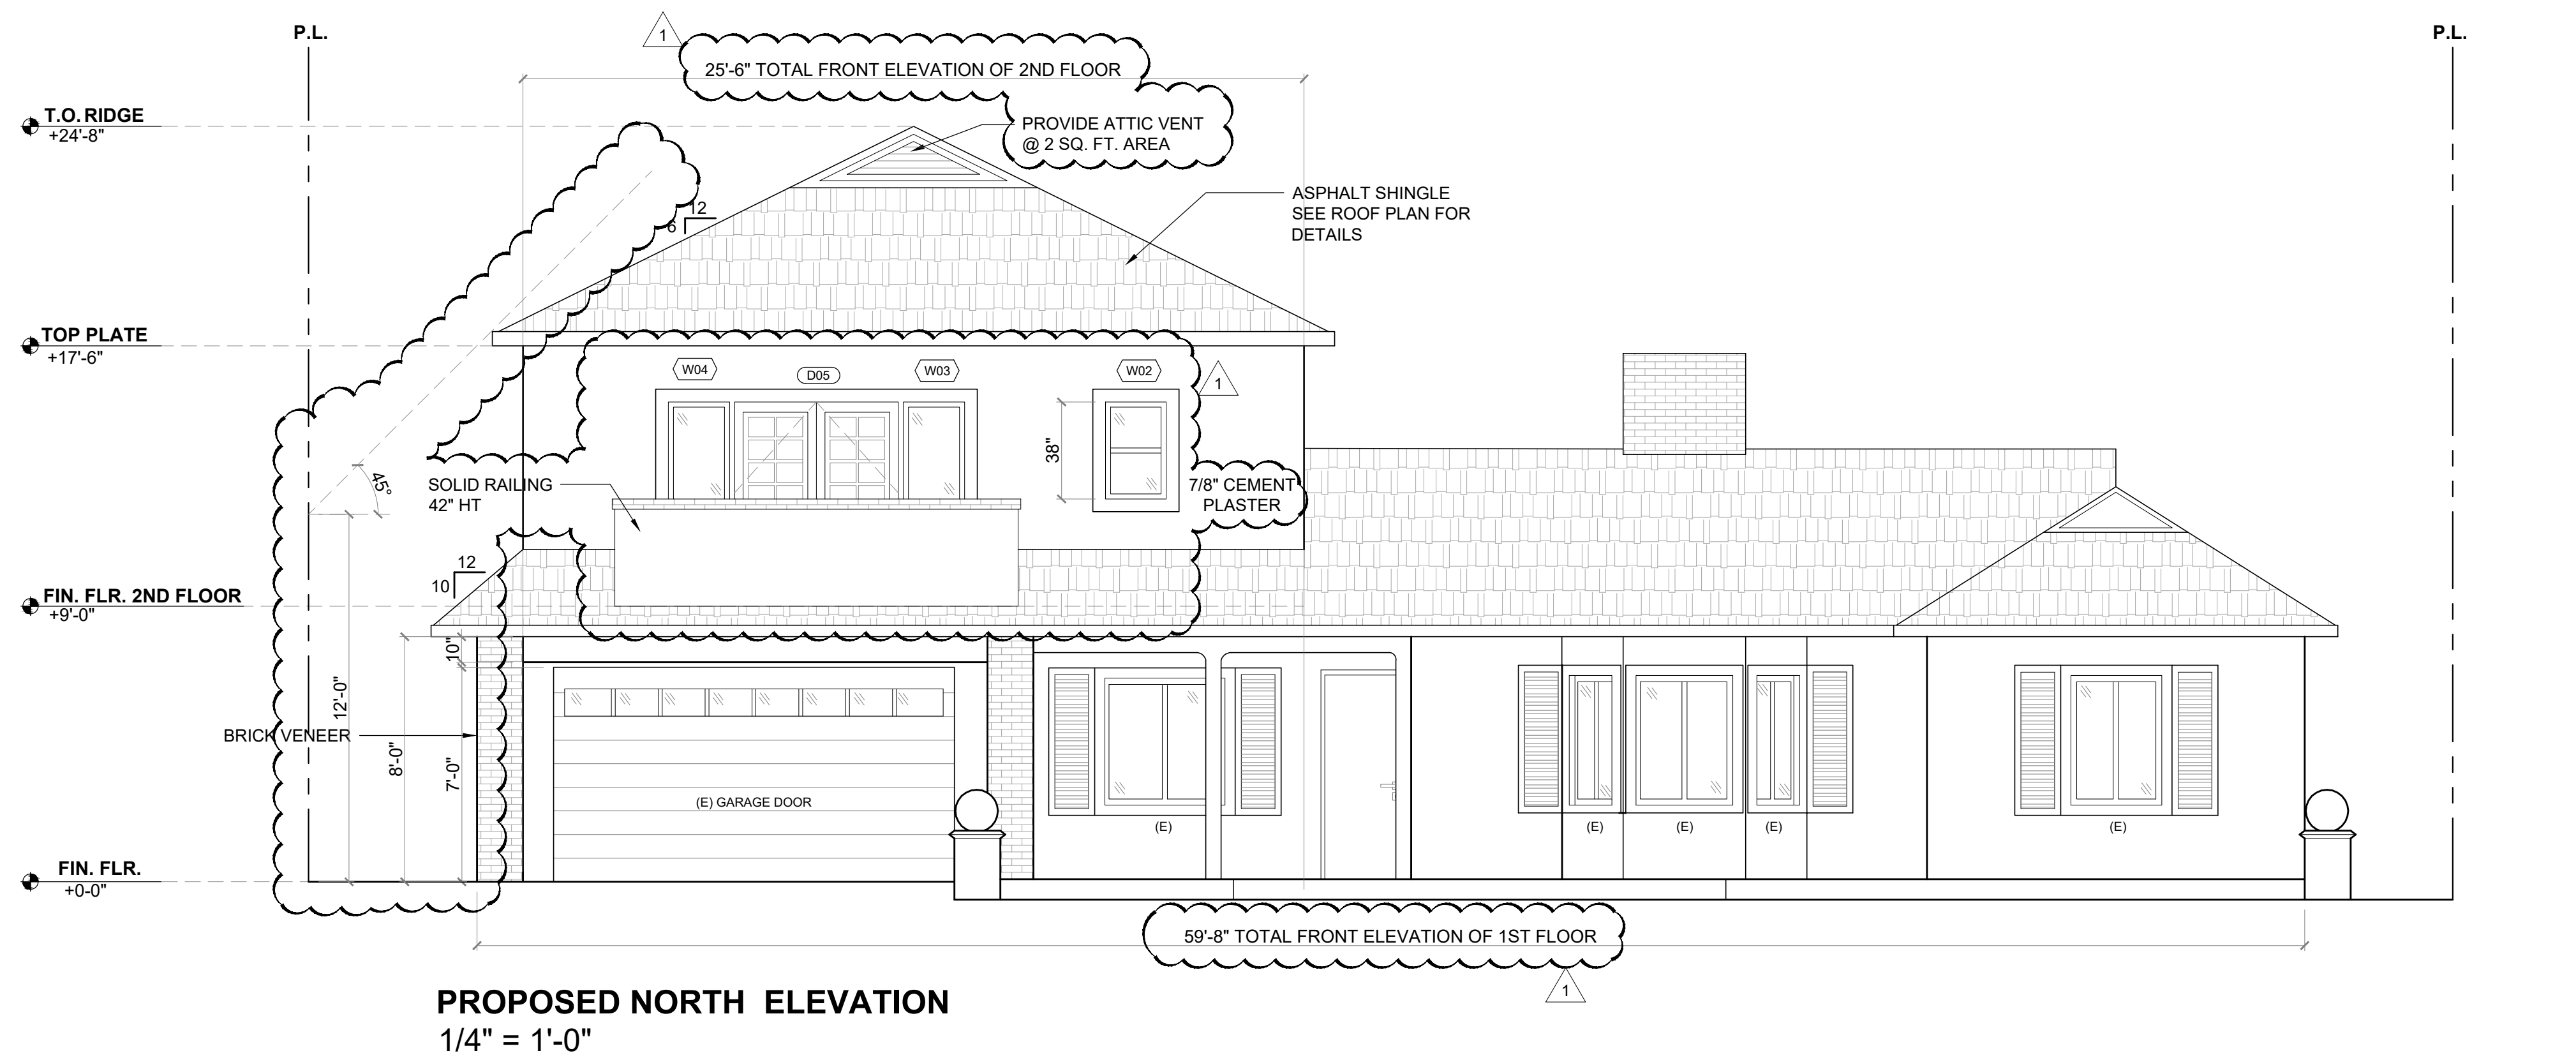 P.L.
P.L.
1
25'-6" TOTAL FRONT ELEVATION OF 2ND FLOOR
T.O. RIDGE
+24'-8"
PROVIDE ATTIC VENT
@ 2 SQ. FT. AREA
12
6
ASPHALT SHINGLE
SEE ROOF PLAN FOR
DETAILS
TOP PLATE
+17'-6"
W04
D05
W03
W02
1
38"
45°
SOLID RAILING
42" HT
7/8" CEMENT
PLASTER
12
10
FIN. FLR. 2ND FLOOR
+9'-0"
10"
12'-0"
BRICK VENEER
8'-0"
7'-0"
(E) GARAGE DOOR
(E)
(E)
(E)
(E)
(E)
FIN. FLR.
+0-0"
59'-8" TOTAL FRONT ELEVATION OF 1ST FLOOR
1
PROPOSED NORTH ELEVATION
1/4" = 1'-0"